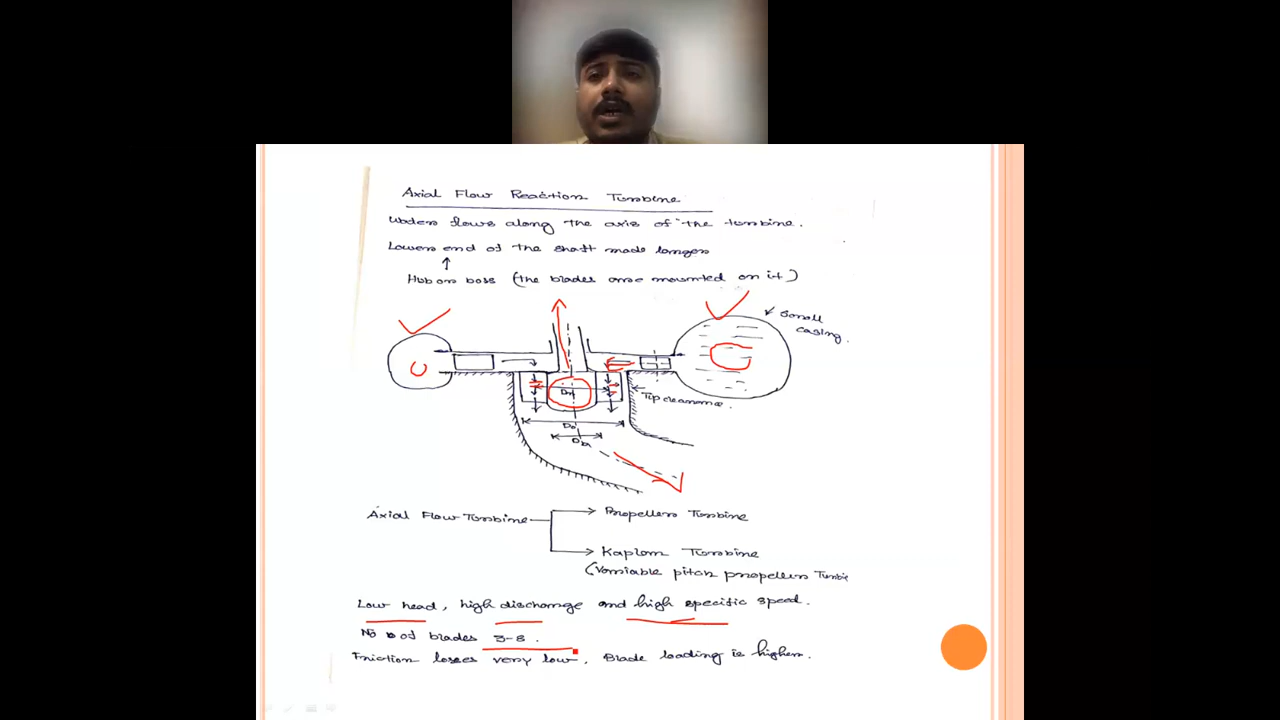 Axial Flow Reaction Turbine
Water flows along the axis of the turbine.
Lower end of the shaft made larger
Hub or boss (the blades are mounted on it)
Scroll
casing.
Tip clearance.
Do
Axial Flow Turbine
Propeller Turbine
Kaplan Turbine
(Variable pitch propeller Turbi
Low head, high discharge and high specific speed.
No of blades 3-8.
Friction losses very low, Blade loading is higher.